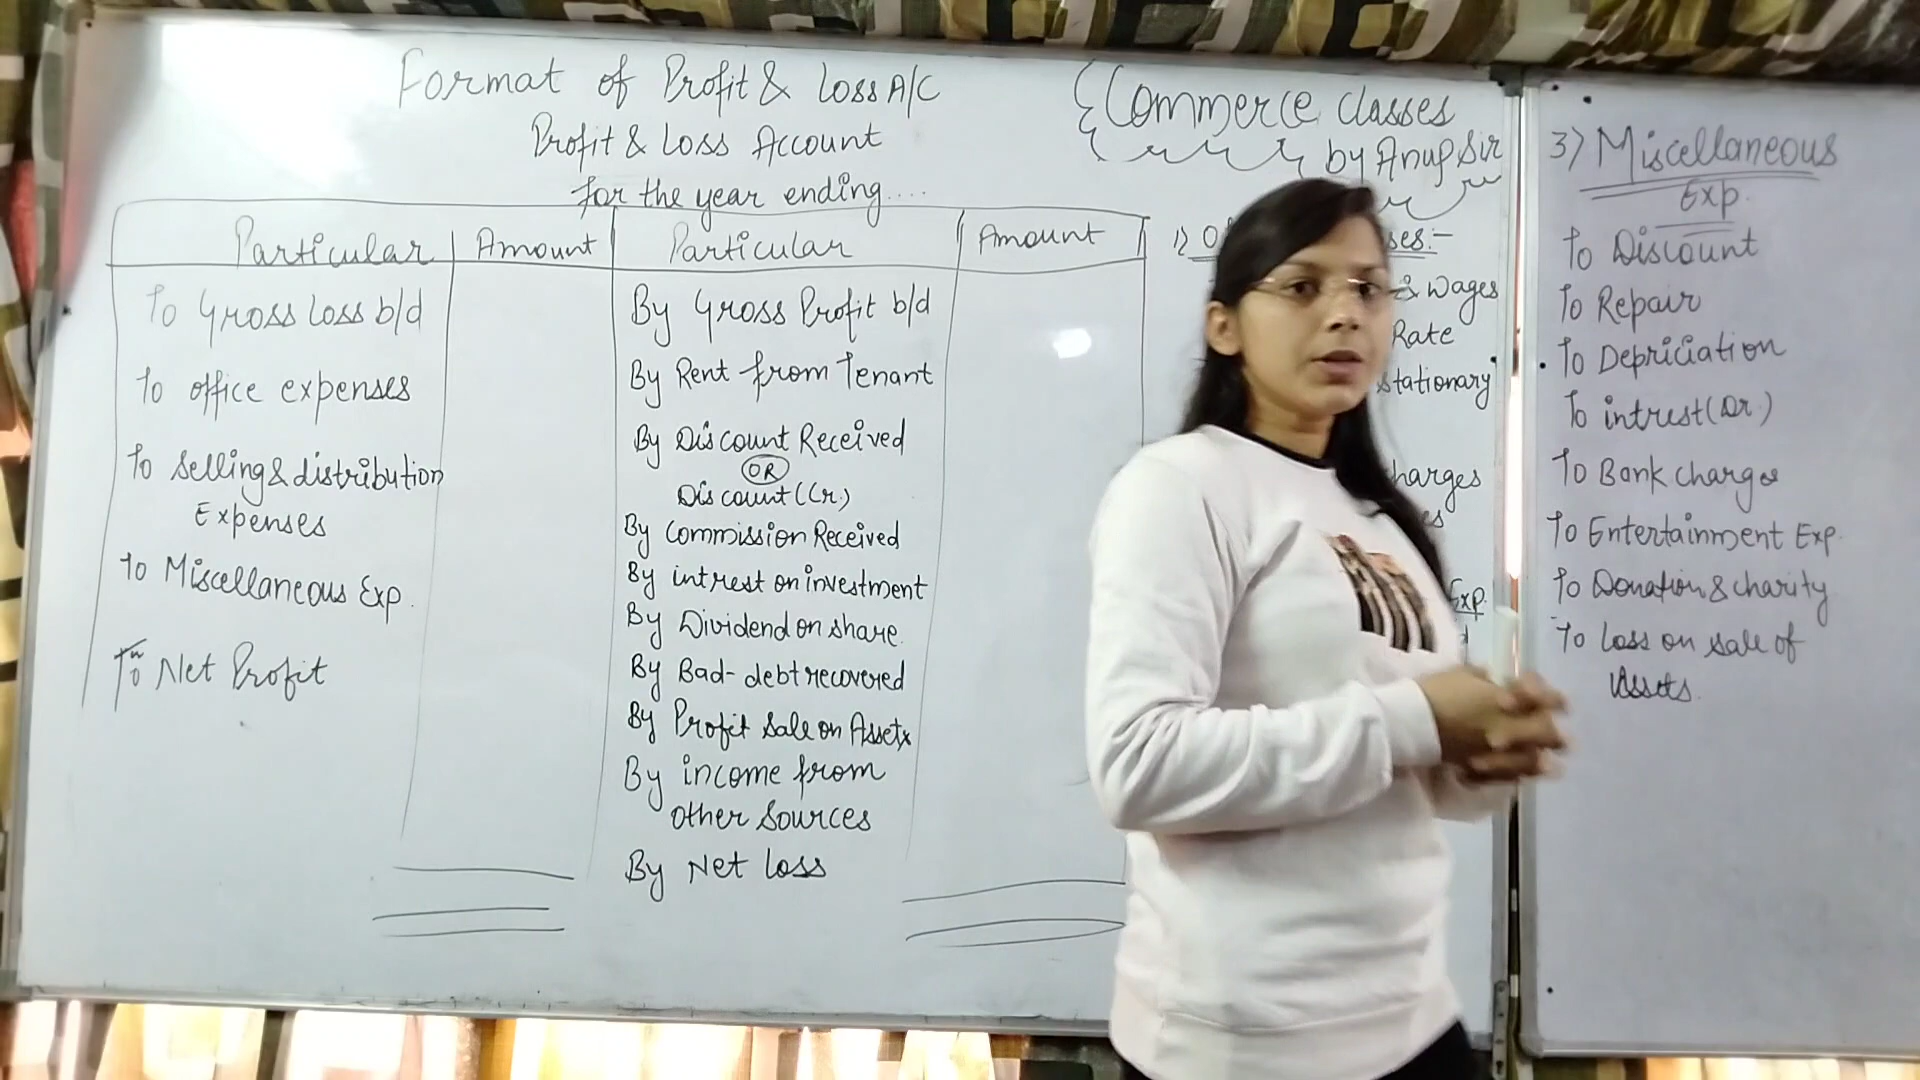 Format of Profit & Loss A/C
Profit & Loss Account
for the year ending....
Particular Amount Particular Amount
To Gross Loss b/d
To office expenses
To Selling & distribution
Expenses
To Miscellaneous Exp.
To Net Profit
By Gross Profit b/d
By Rent from Tenant
By Discount Received
OR
Discount (Cr.)
By Commission Received
By intrest on investment
By Dividend on share.
By Bad-debt recovered
By Profit Sale on Assets
By income from
other Sources
By Net Loss
Commerce classes
by Anup Sir
1)
& Wages
Rate
stationary
Exp.
3) Miscellaneous
Exp.
To Discount
To Repair
To Depriciation
To intrest (Dr.)
To Bank charges
To Entertainment Exp.
To Donation & charity
To Loss on sale of
Assets.